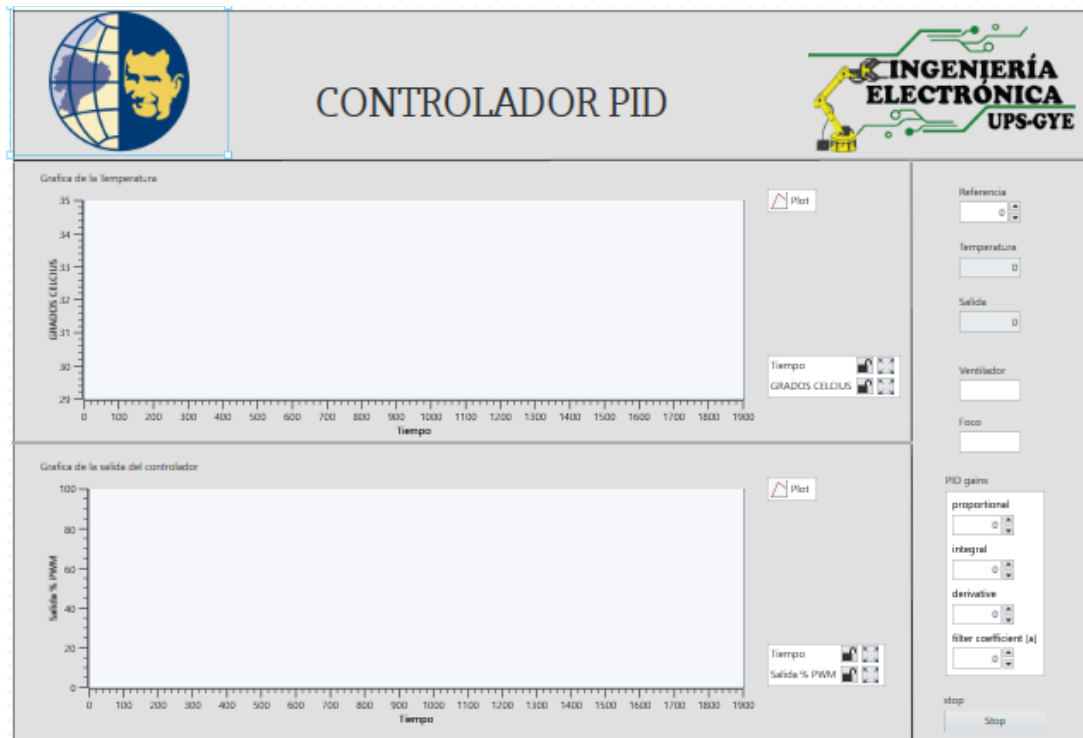 CONTROLADOR PID
INGENIERÍA
ELECTRÓNICA
UPS-GYE
Grafica de la Temperatura
Plot
35
34
33
32
31
30
29
GRADOS CELCIUS
0 100 200 300 400 500 600 700 800 900 1000 1100 1200 1300 1400 1500 1600 1700 1800 1900
Tiempo
Tiempo
GRADOS CELCIUS
Grafica de la salida del controlador
Plot
100
80
60
40
20
0
Salida % PWM
0 100 200 300 400 500 600 700 800 900 1000 1100 1200 1300 1400 1500 1600 1700 1800 1900
Tiempo
Tiempo
Salida % PWM
Referencia
0
Temperatura
0
Salida
0
Ventilador
Foco
PID gains
proportional
0
integral
0
derivative
0
filter coefficient (a)
0
stop
Stop